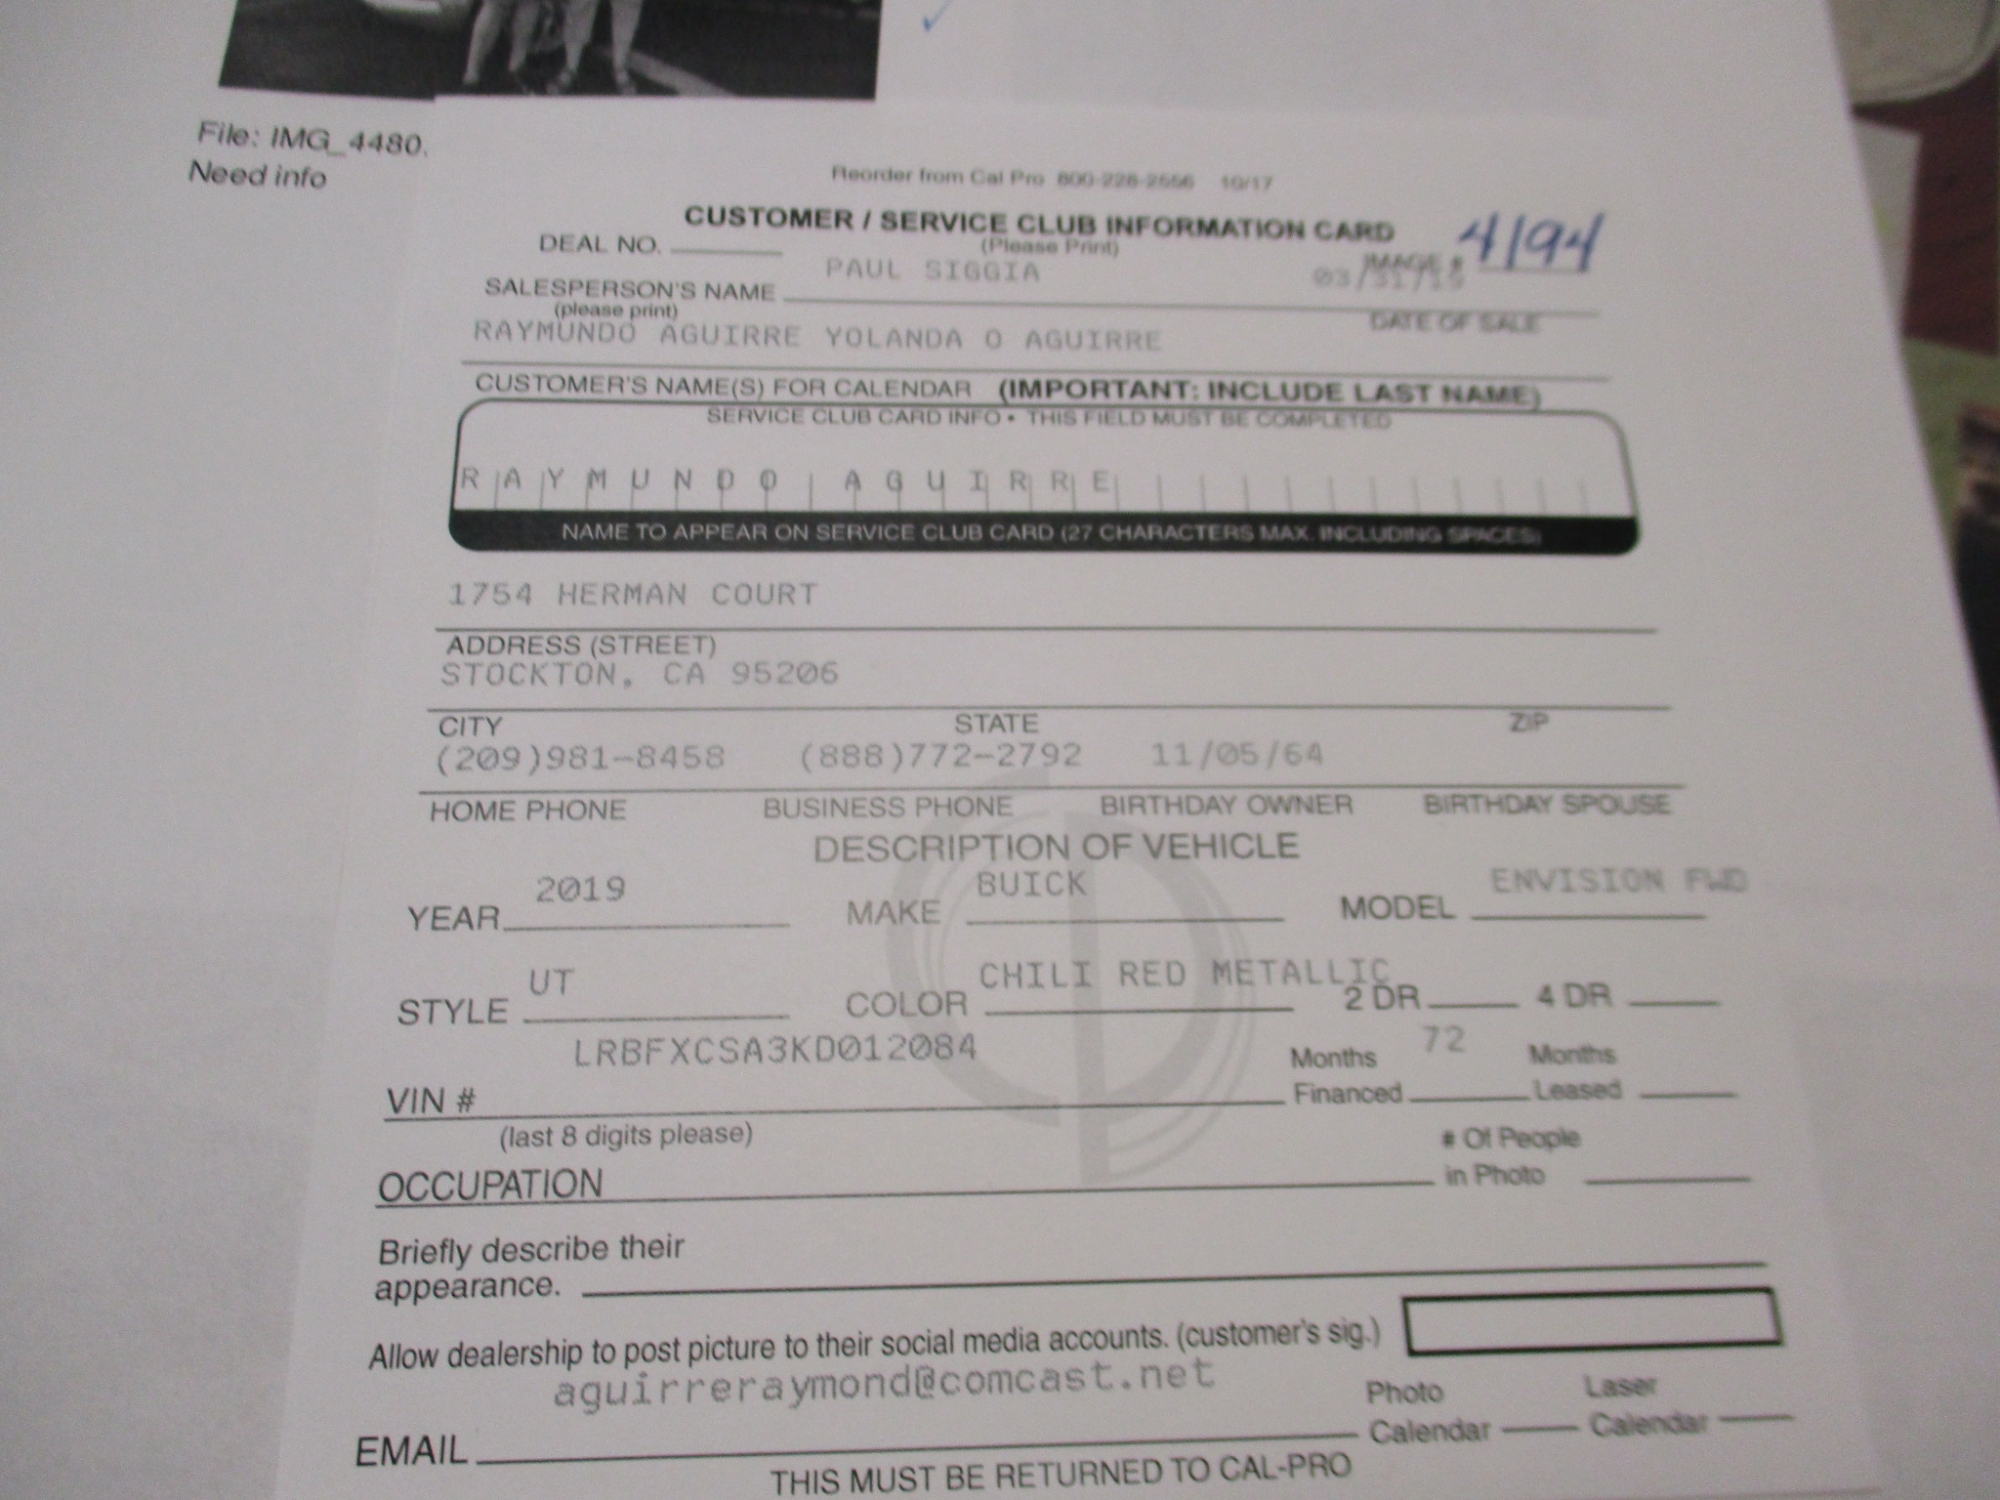 File: IMG_4480.
Need info
Reorder from Cal Pro 800-228-2556 10/17
CUSTOMER / SERVICE CLUB INFORMATION CARD
4194
DEAL NO.
(Please Print)
IMAGE #
PAUL SIGGIA 03/31/19
SALESPERSON'S NAME
(please print)
DATE OF SALE
RAYMUNDO AGUIRRE YOLANDA O AGUIRRE
CUSTOMER'S NAME(S) FOR CALENDAR (IMPORTANT: INCLUDE LAST NAME)
SERVICE CLUB CARD INFO • THIS FIELD MUST BE COMPLETED
RAYMUNDO AGUIRRE
NAME TO APPEAR ON SERVICE CLUB CARD (27 CHARACTERS MAX. INCLUDING SPACES)
1754 HERMAN COURT
ADDRESS (STREET)
STOCKTON, CA 95206
CITY STATE ZIP
(209)981-8458 (888)772-2792 11/05/64
HOME PHONE BUSINESS PHONE BIRTHDAY OWNER BIRTHDAY SPOUSE
DESCRIPTION OF VEHICLE
2019 BUICK ENVISION FWD
YEAR MAKE MODEL
UT CHILI RED METALLIC
STYLE COLOR 2 DR 4 DR
LRBFXCSA3KD012084 Months 72 Months
VIN # Financed Leased
(last 8 digits please) # Of People
OCCUPATION in Photo
Briefly describe their
appearance.
Allow dealership to post picture to their social media accounts. (customer's sig.)
aguirreraymond@comcast.net Photo Laser
EMAIL Calendar Calendar
THIS MUST BE RETURNED TO CAL-PRO